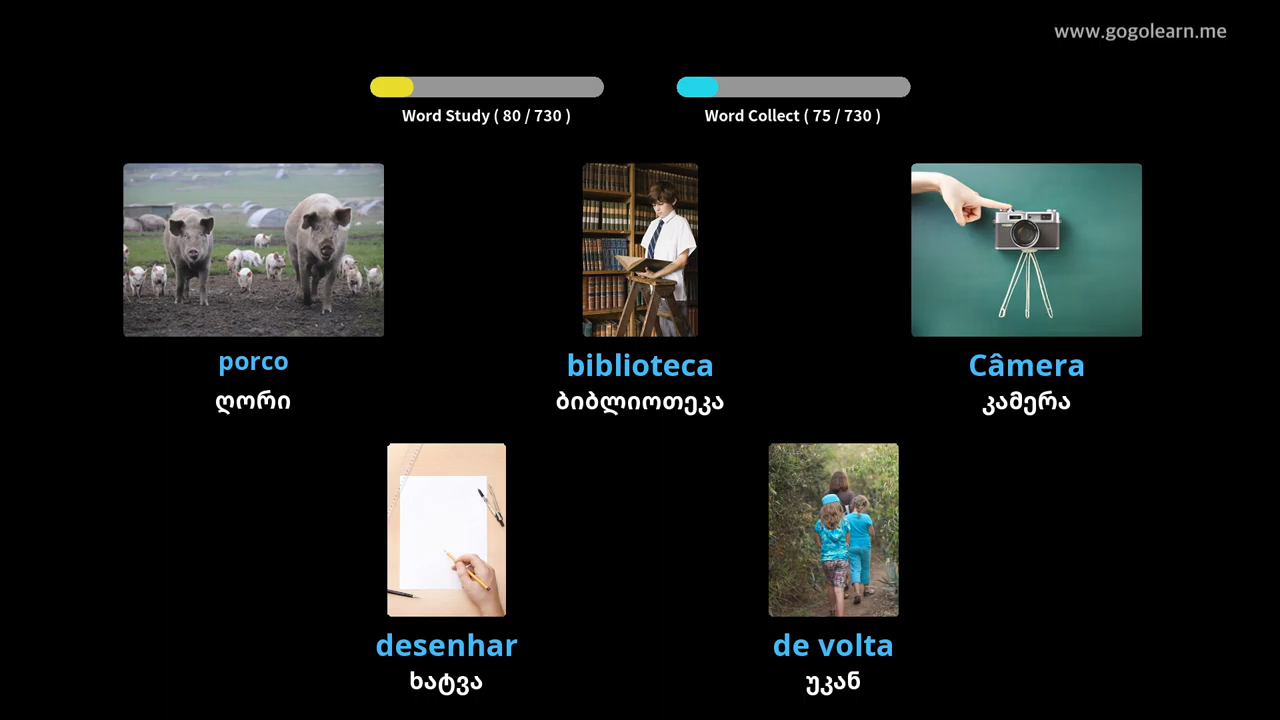 www.gogolearn.me
Word Study ( 80 / 730 )
Word Collect ( 75 / 730 )
porco
ღორი
biblioteca
ბიბლიოთეკა
Câmera
კამერა
desenhar
ხატვა
de volta
უკან